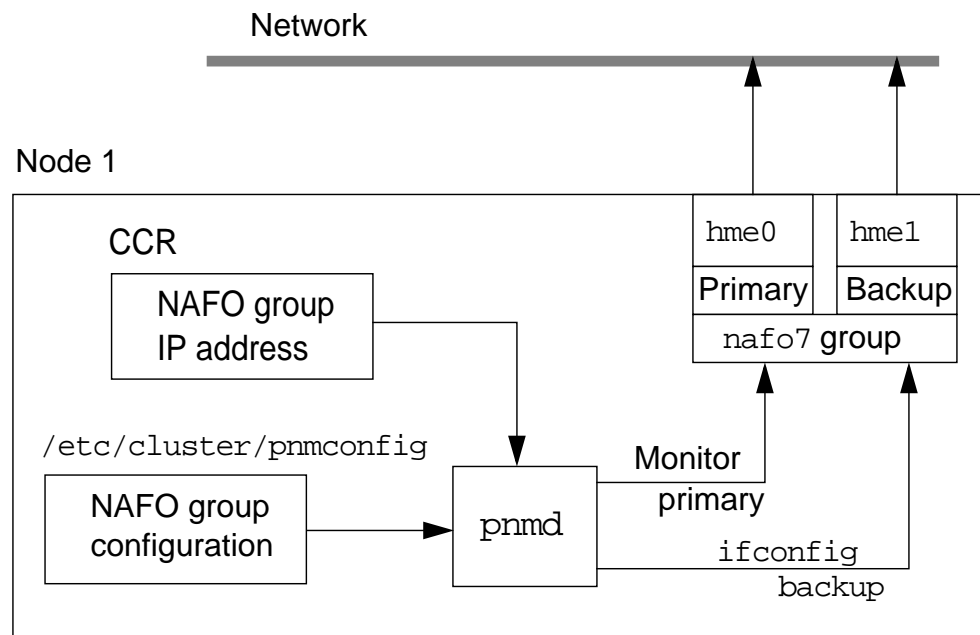 Network
Node 1
hme0
hme1
CCR
Primary
Backup
NAFO group
IP address
nafo7 group
/etc/cluster/pnmconfig
Monitor
primary
NAFO group
configuration
pnmd
ifconfig
backup